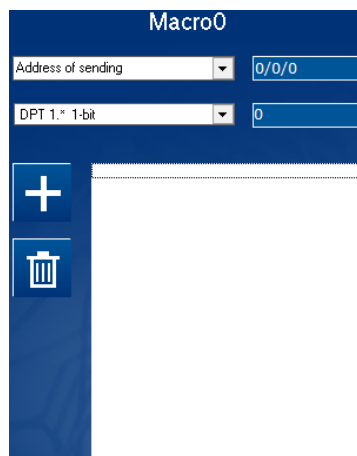 Macro0
Address of sending 0/0/0
DPT 1.* 1-bit 0